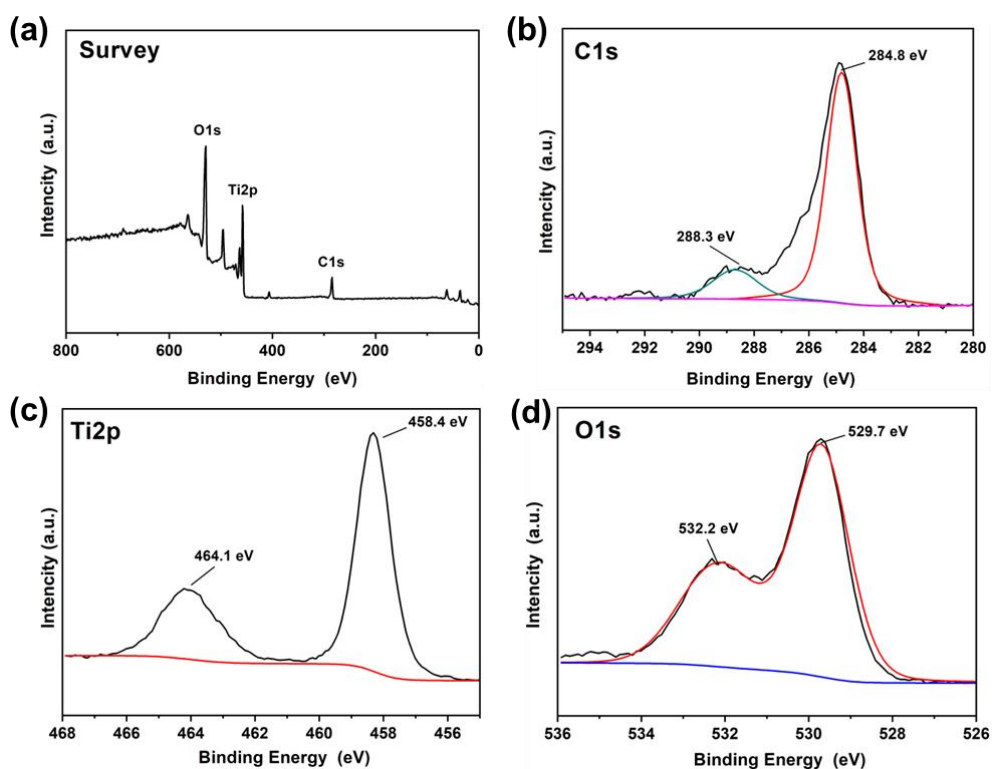 (a)
Survey
O1s
Ti2p
C1s
800 600 400 200 0
Binding Energy (eV)
Intencity (a.u.)
(b)
C1s
284.8 eV
288.3 eV
294 292 290 288 286 284 282 280
Binding Energy (eV)
Intencity (a.u.)
(c)
Ti2p
458.4 eV
464.1 eV
468 466 464 462 460 458 456
Binding Energy (eV)
Intencity (a.u.)
(d)
O1s
529.7 eV
532.2 eV
536 534 532 530 528 526
Binding Energy (eV)
Intencity (a.u.)